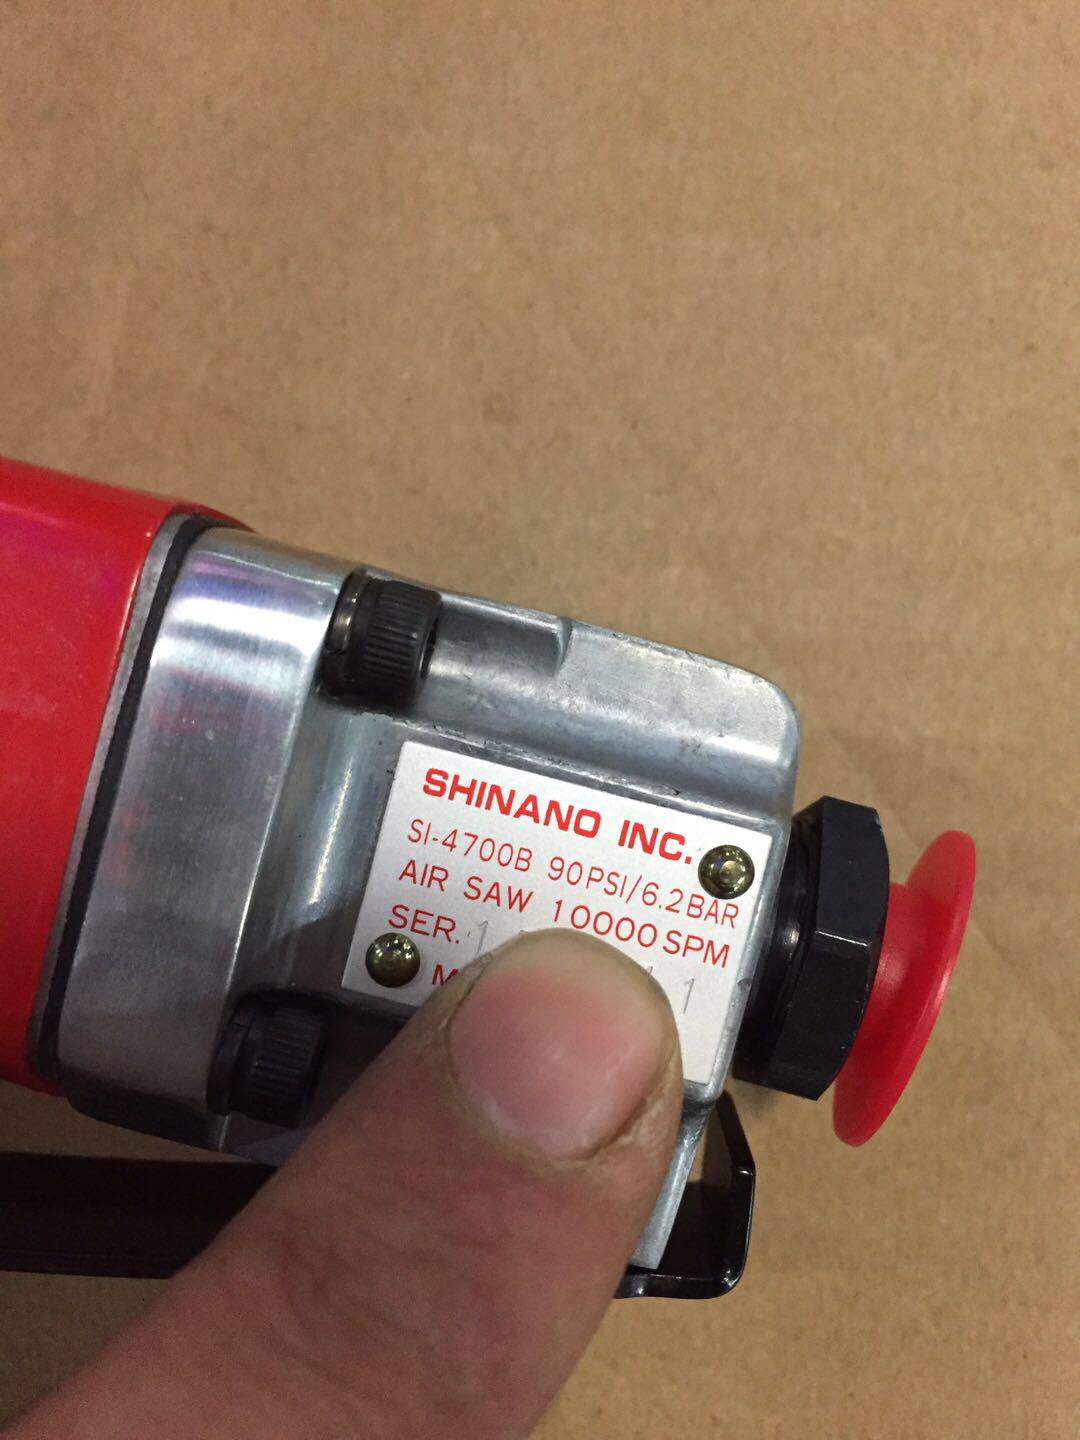 SHINANO INC.
SI-4700B 90PSI/6.2BAR
AIR SAW 10000SPM
SER.